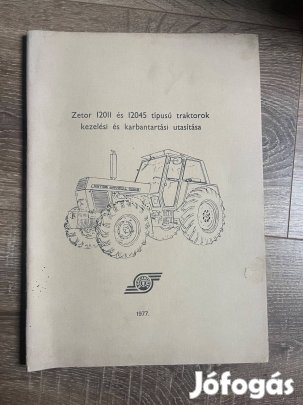 Zetor 12011 és 12045 típusú traktorok
kezelési és karbantartási utasítása
1977.
Jófogás